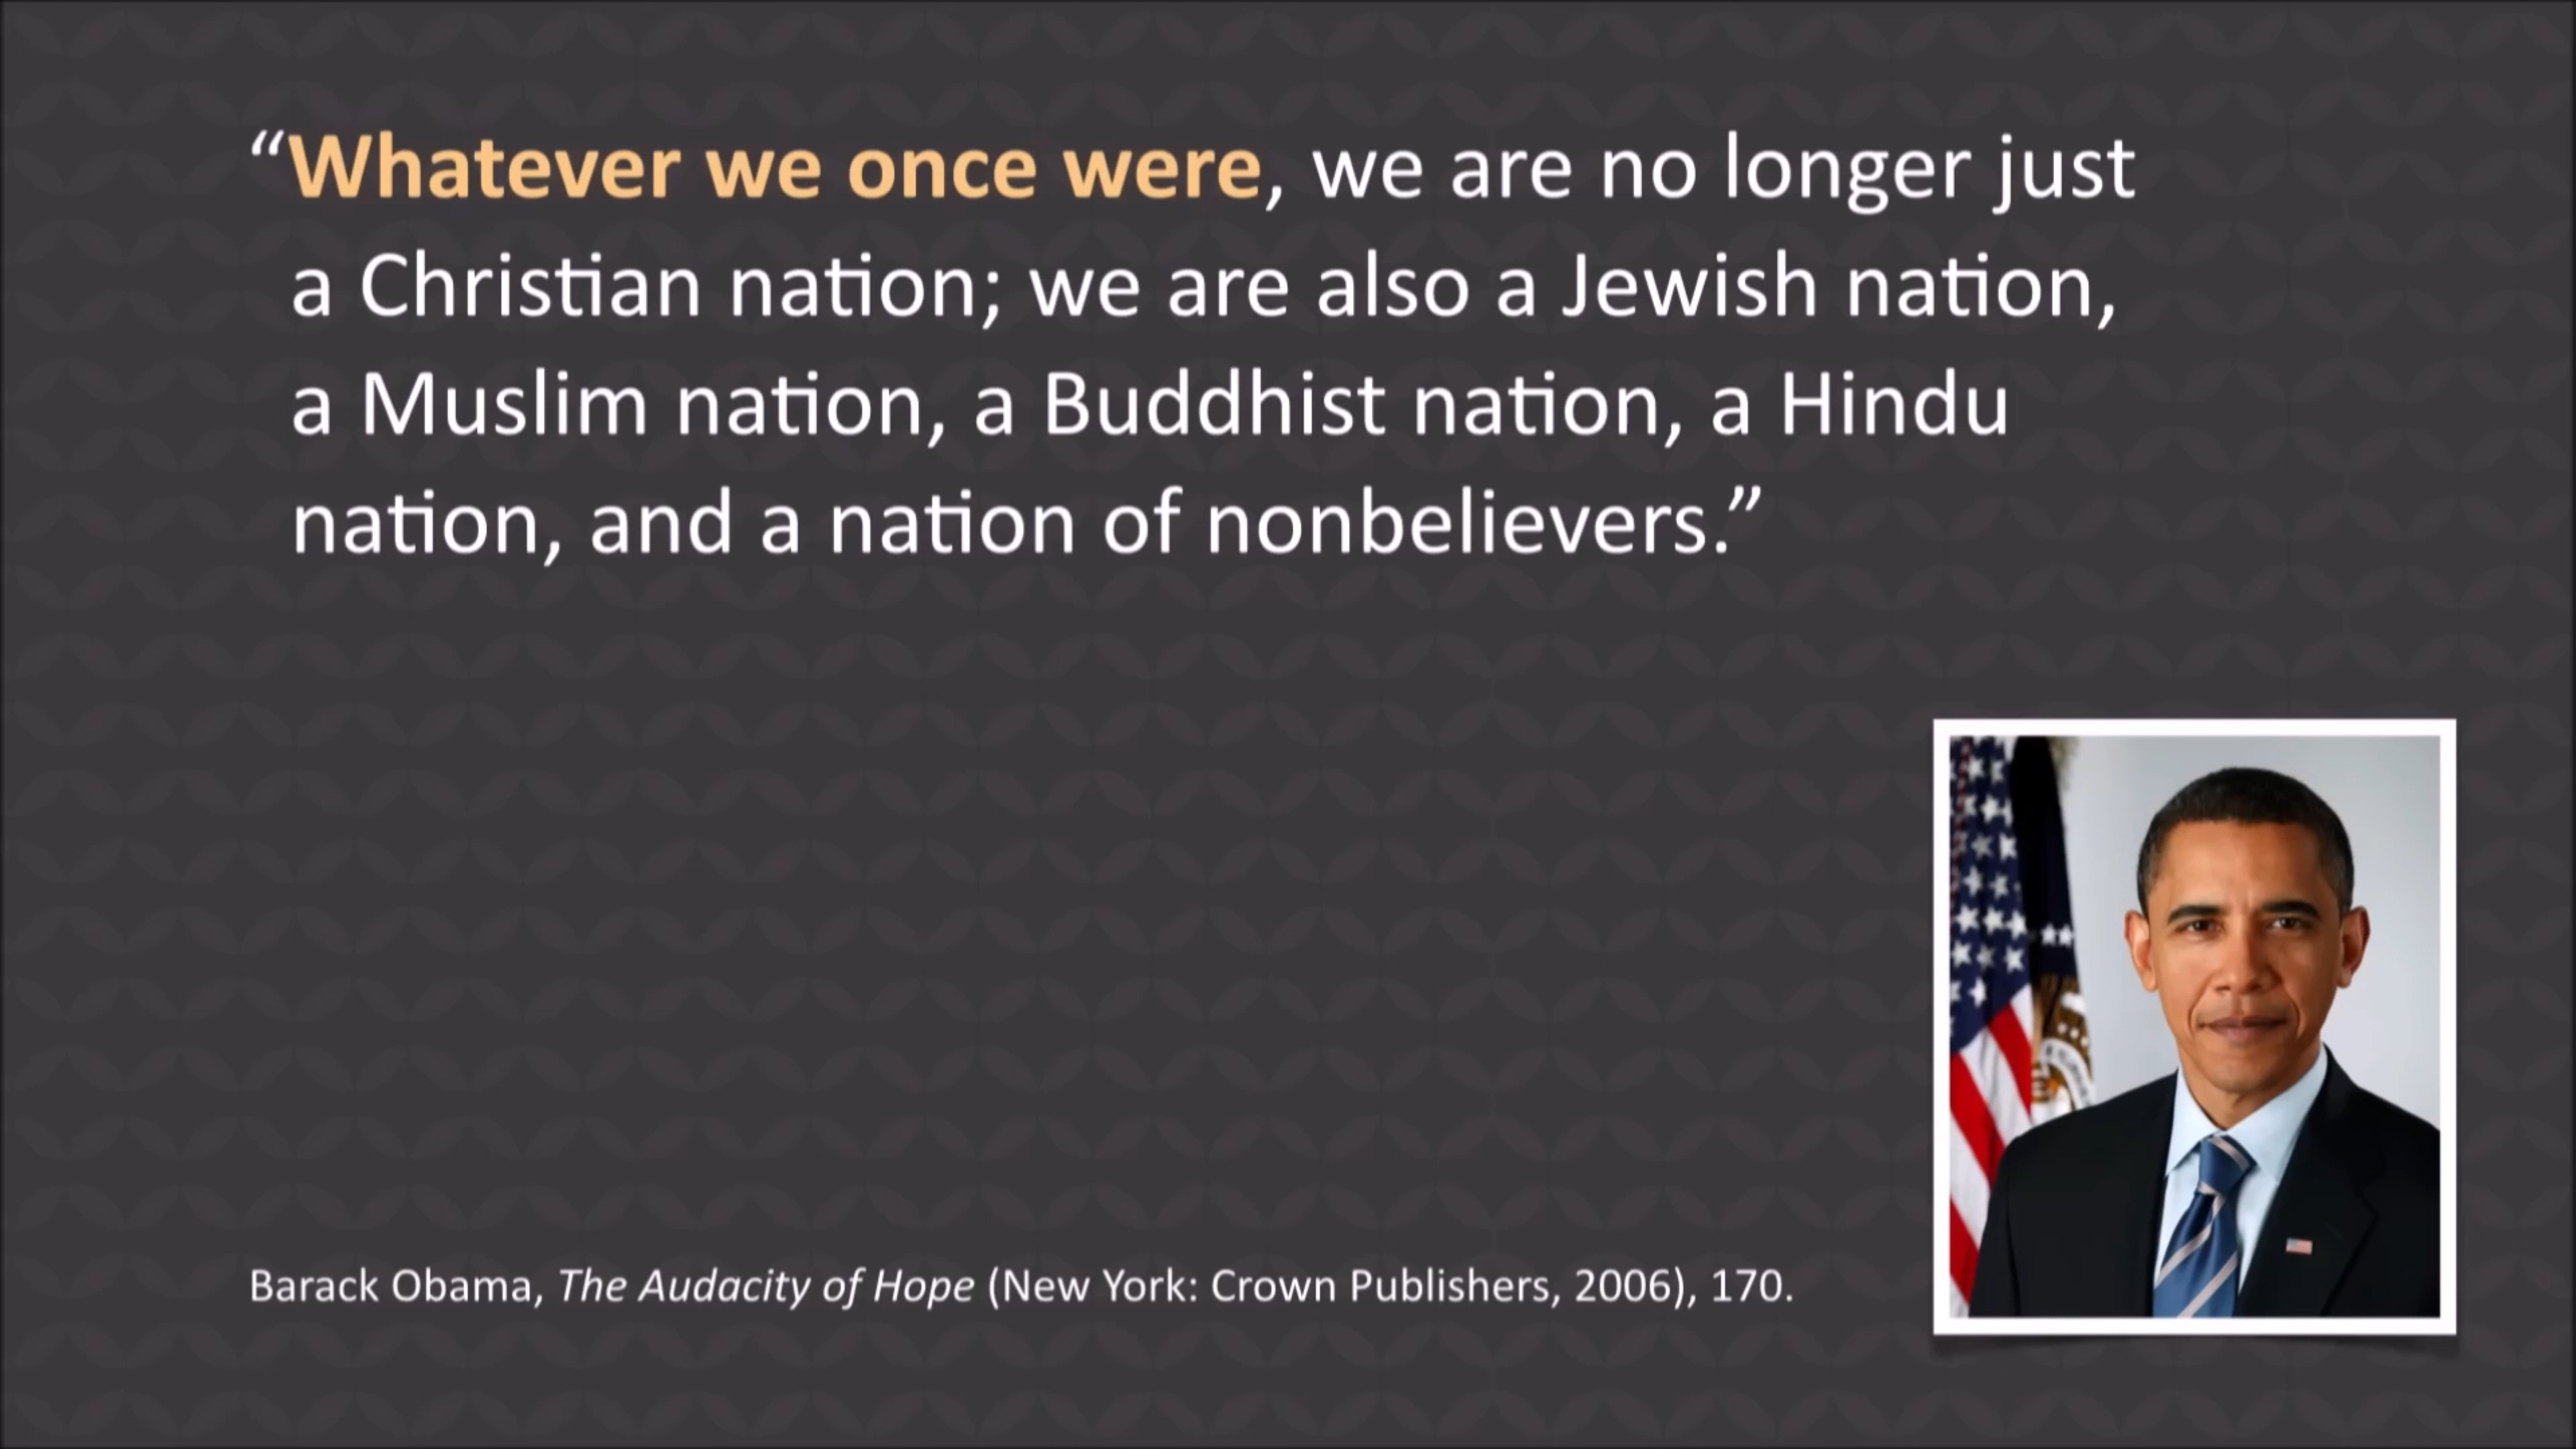 “Whatever we once were, we are no longer just
a Christian nation; we are also a Jewish nation,
a Muslim nation, a Buddhist nation, a Hindu
nation, and a nation of nonbelievers.”
Barack Obama, The Audacity of Hope (New York: Crown Publishers, 2006), 170.